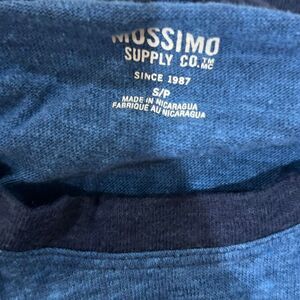 MOSSIMO
SUPPLY CO.™ MC
SINCE 1987
S/P
MADE IN NICARAGUA
FABRIQUE AU NICARAGUA